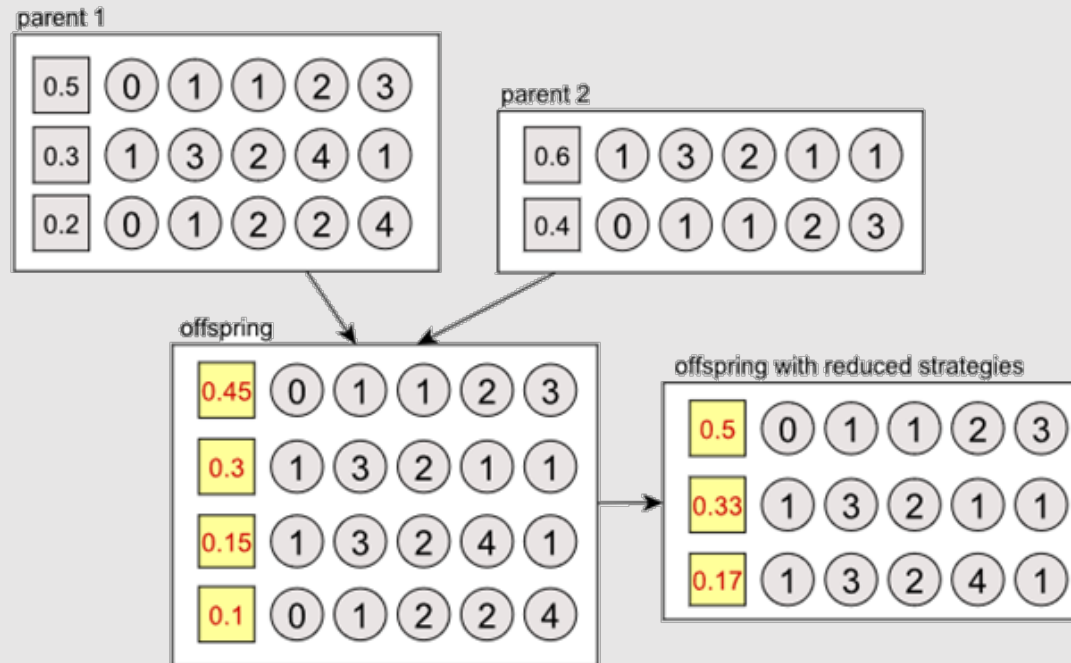 parent 1
0.5 0 1 1 2 3
0.3 1 3 2 4 1
0.2 0 1 2 2 4
parent 2
0.6 1 3 2 1 1
0.4 0 1 1 2 3
offspring
0.45 0 1 1 2 3
0.3 1 3 2 1 1
0.15 1 3 2 4 1
0.1 0 1 2 2 4
offspring with reduced strategies
0.5 0 1 1 2 3
0.33 1 3 2 1 1
0.17 1 3 2 4 1